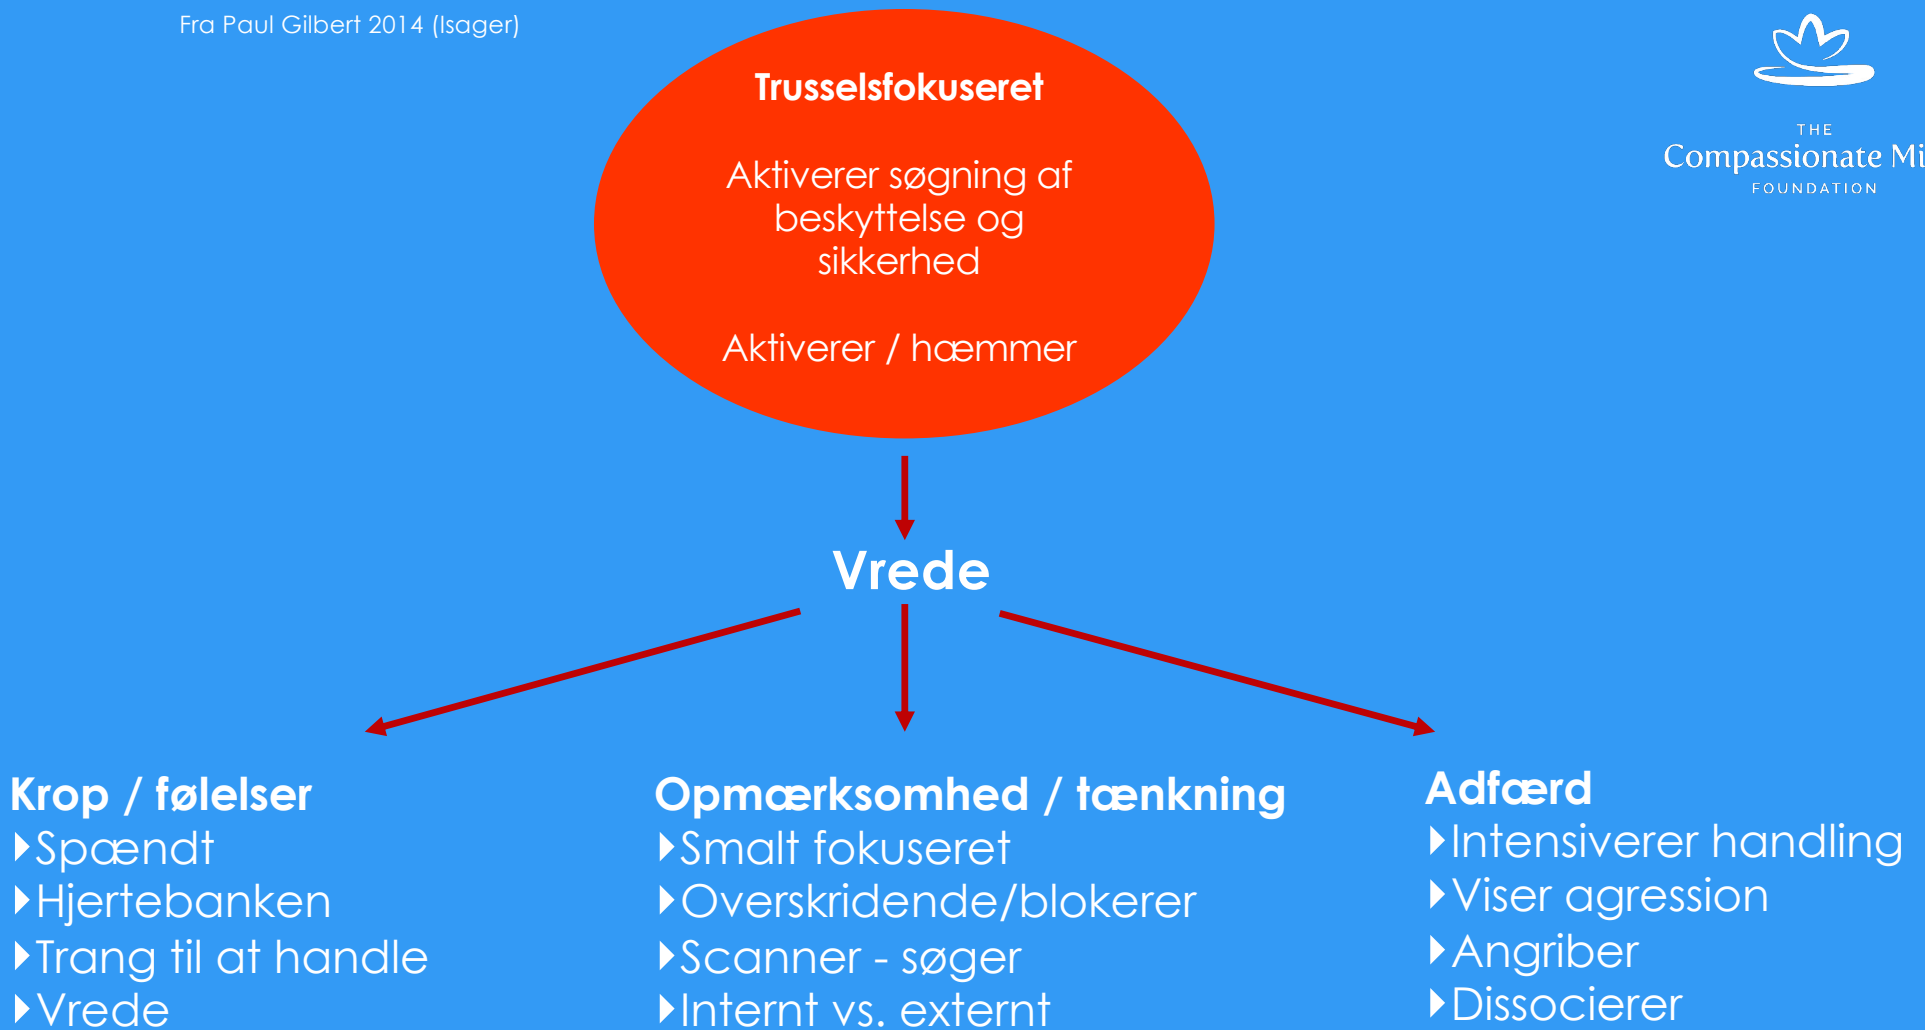 Fra Paul Gilbert 2014 (Isager)
THE
Compassionate Mi
FOUNDATION
Trusselsfokuseret
Aktiverer søgning af
beskyttelse og
sikkerhed
Aktiverer / hæmmer
Vrede
Krop / følelser
Spændt
Hjertebanken
Trang til at handle
Vrede
Opmærksomhed / tænkning
Smalt fokuseret
Overskridende/blokerer
Scanner - søger
Internt vs. externt
Adfærd
Intensiverer handling
Viser agression
Angriber
Dissocierer